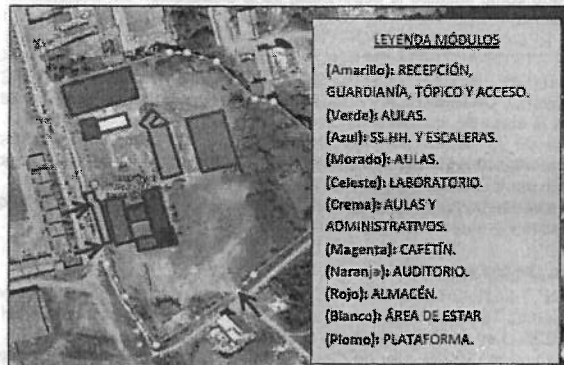 LEYENDA MÓDULOS
(Amarillo): RECEPCIÓN,
GUARDIANÍA, TÓPICO Y ACCESO.
(Verde): AULAS.
(Azul): SS.HH. Y ESCALERAS.
(Morado): AULAS.
(Celeste): LABORATORIO.
(Crema): AULAS Y
ADMINISTRATIVOS.
(Magenta): CAFETÍN.
(Naranja): AUDITORIO.
(Rojo): ALMACÉN.
(Blanco): ÁREA DE ESTAR
(Plomo): PLATAFORMA.